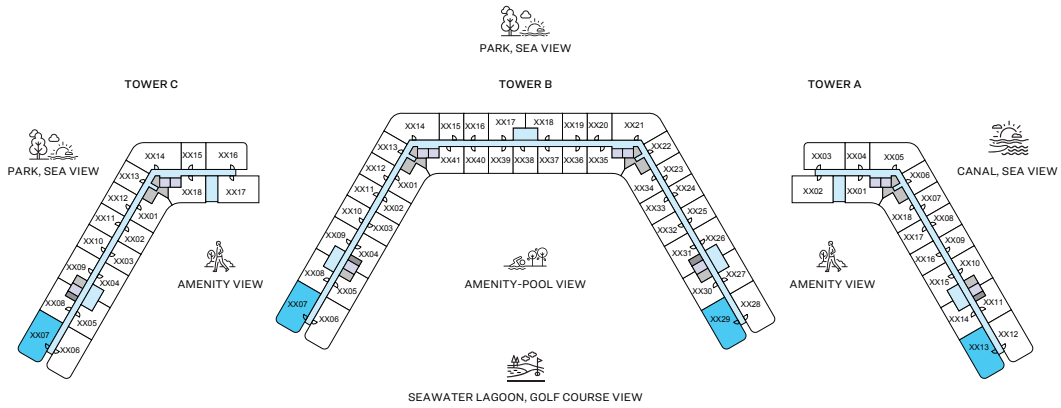 PARK, SEA VIEW
TOWER C
TOWER B
TOWER A
PARK, SEA VIEW
XX14
XX15
XX16
XX13
XX12
XX11
XX10
XX09
XX08
XX07
XX06
XX05
XX04
XX03
XX02
XX01
XX18
XX17
AMENITY VIEW
XX14
XX15
XX16
XX17
XX18
XX19
XX20
XX21
XX13
XX12
XX11
XX10
XX09
XX08
XX07
XX06
XX05
XX04
XX03
XX02
XX01
XX41
XX40
XX39
XX38
XX37
XX36
XX35
XX22
XX23
XX24
XX25
XX26
XX27
XX28
XX29
XX30
XX31
XX32
XX33
XX34
AMENITY-POOL VIEW
XX03
XX04
XX05
XX02
XX01
XX06
XX07
XX08
XX09
XX10
XX11
XX12
XX13
XX14
XX15
XX16
XX17
XX18
AMENITY VIEW
CANAL, SEA VIEW
SEAWATER LAGOON, GOLF COURSE VIEW